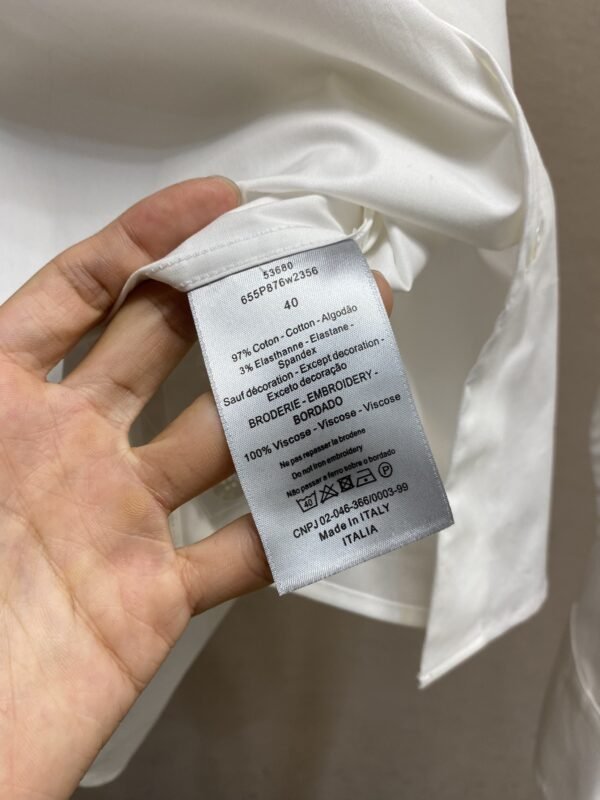 53680
655PB76w2356
40
97% Coton - Cotton - Algodão
3% Elasthanne - Elastane -
Spandex
Sauf décoration - Except decoration -
Exceto decoração
BRODERIE - EMBROIDERY -
BORDADO
100% Viscose - Viscose - Viscose
Ne pas repasser la brodene
Do not iron embroidery
Não passar a ferro sobre o bordado
40 P
CNPJ 02-046-366/0003-99
Made in ITALY
ITALIA